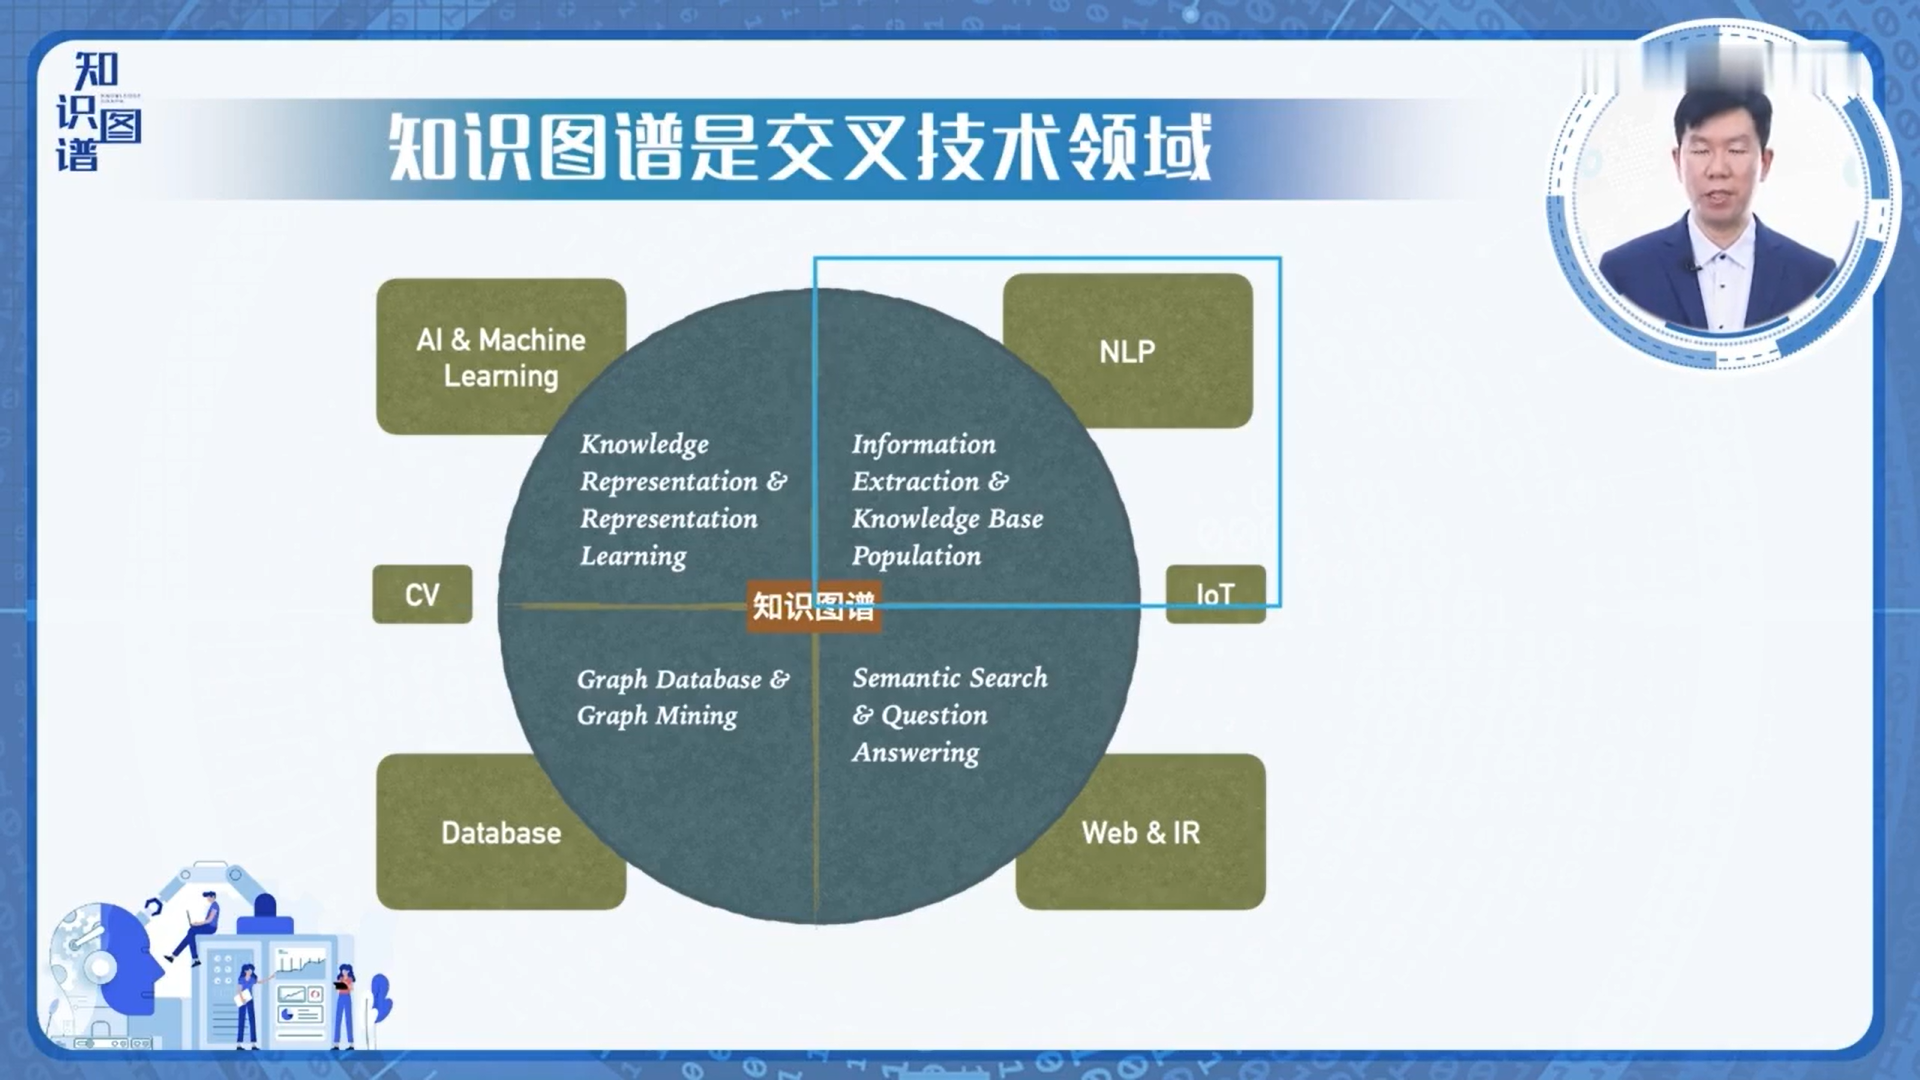 知识图谱
知识图谱是交叉技术领域
AI & Machine
Learning
NLP
Knowledge
Representation &
Representation
Learning
Information
Extraction &
Knowledge Base
Population
CV
知识图谱
IoT
Graph Database &
Graph Mining
Semantic Search
& Question
Answering
Database
Web & IR